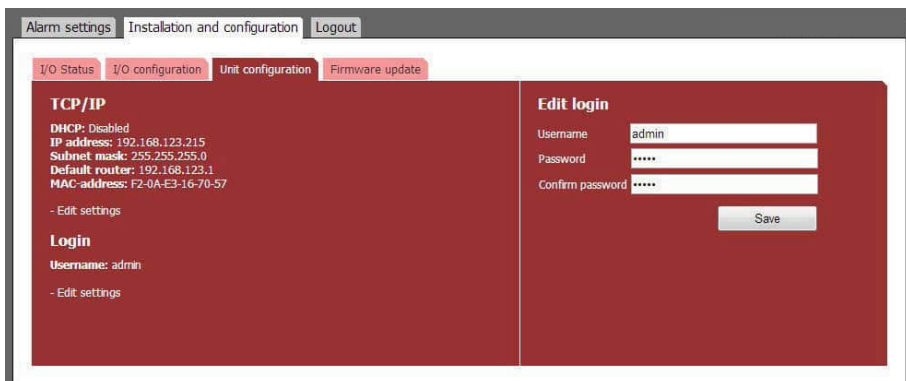 Alarm settings Installation and configuration Logout
I/O Status I/O configuration Unit configuration Firmware update
TCP/IP
DHCP: Disabled
IP address: 192.168.123.215
Subnet mask: 255.255.255.0
Default router: 192.168.123.1
MAC-address: F2-0A-E3-16-70-57
- Edit settings
Login
Username: admin
- Edit settings
Edit login
Username admin
Password •••••
Confirm password •••••
Save